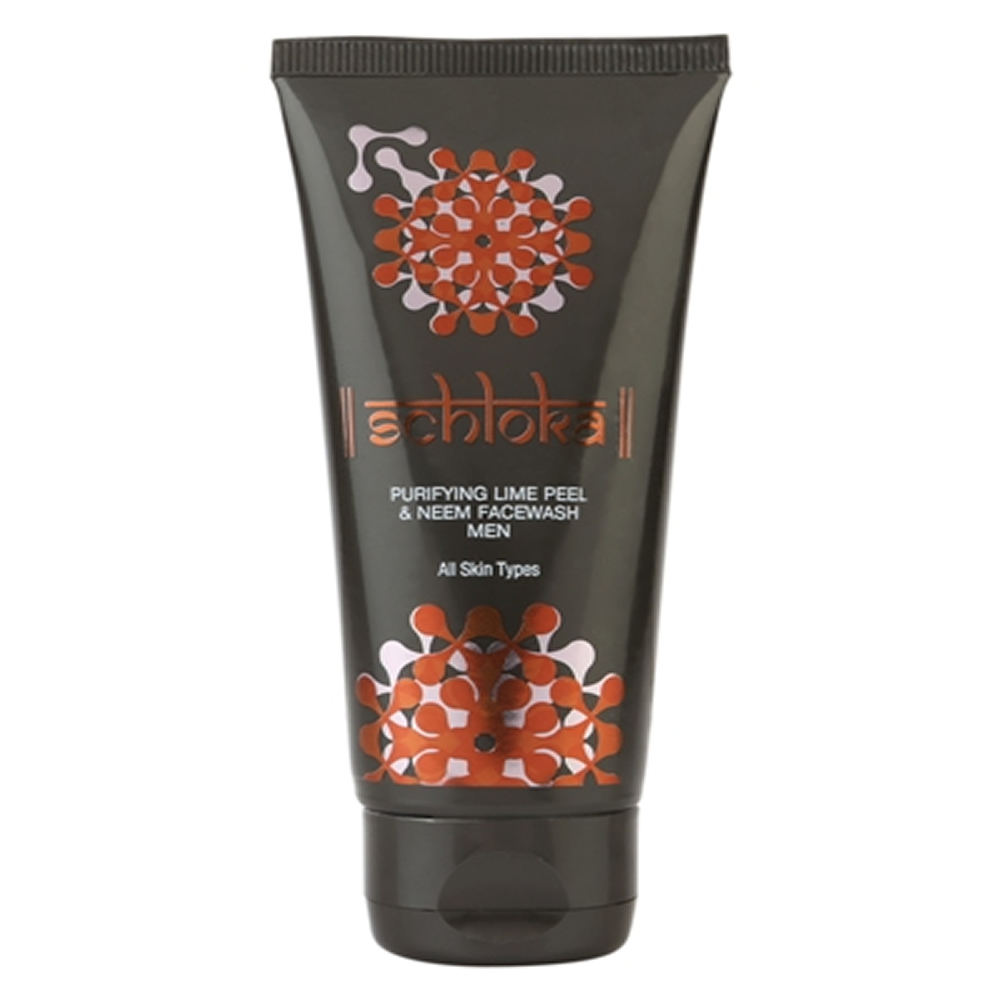 schloka
PURIFYING LIME PEEL
& NEEM FACEWASH
MEN
All Skin Types